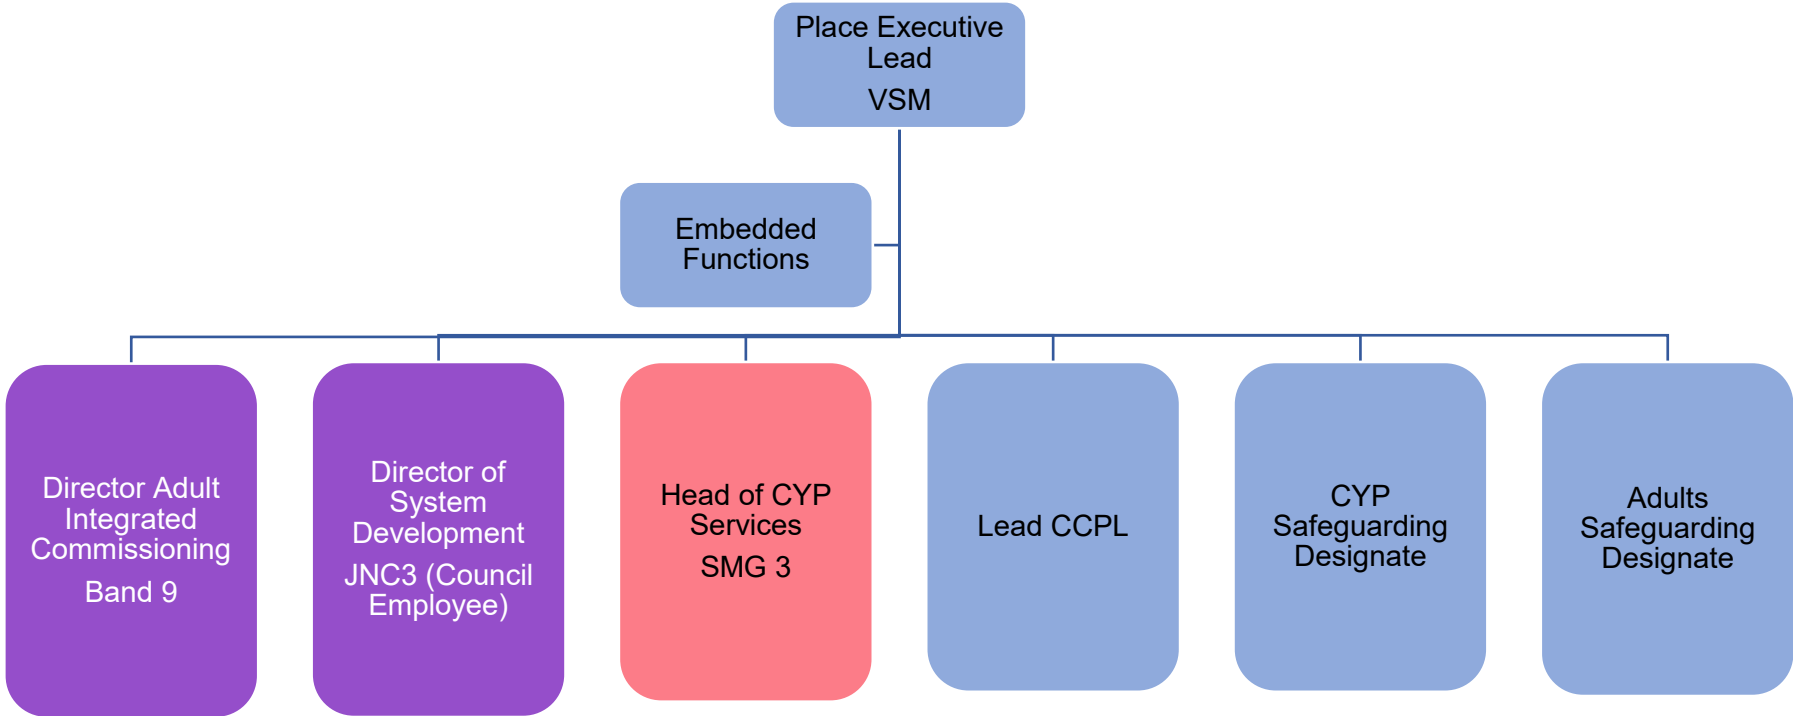 Place Executive
Lead
VSM
Embedded
Functions
Director Adult
Integrated
Commissioning
Band 9
Director of
System
Development
JNC3 (Council
Employee)
Head of CYP
Services
SMG 3
Lead CCPL
CYP
Safeguarding
Designate
Adults
Safeguarding
Designate